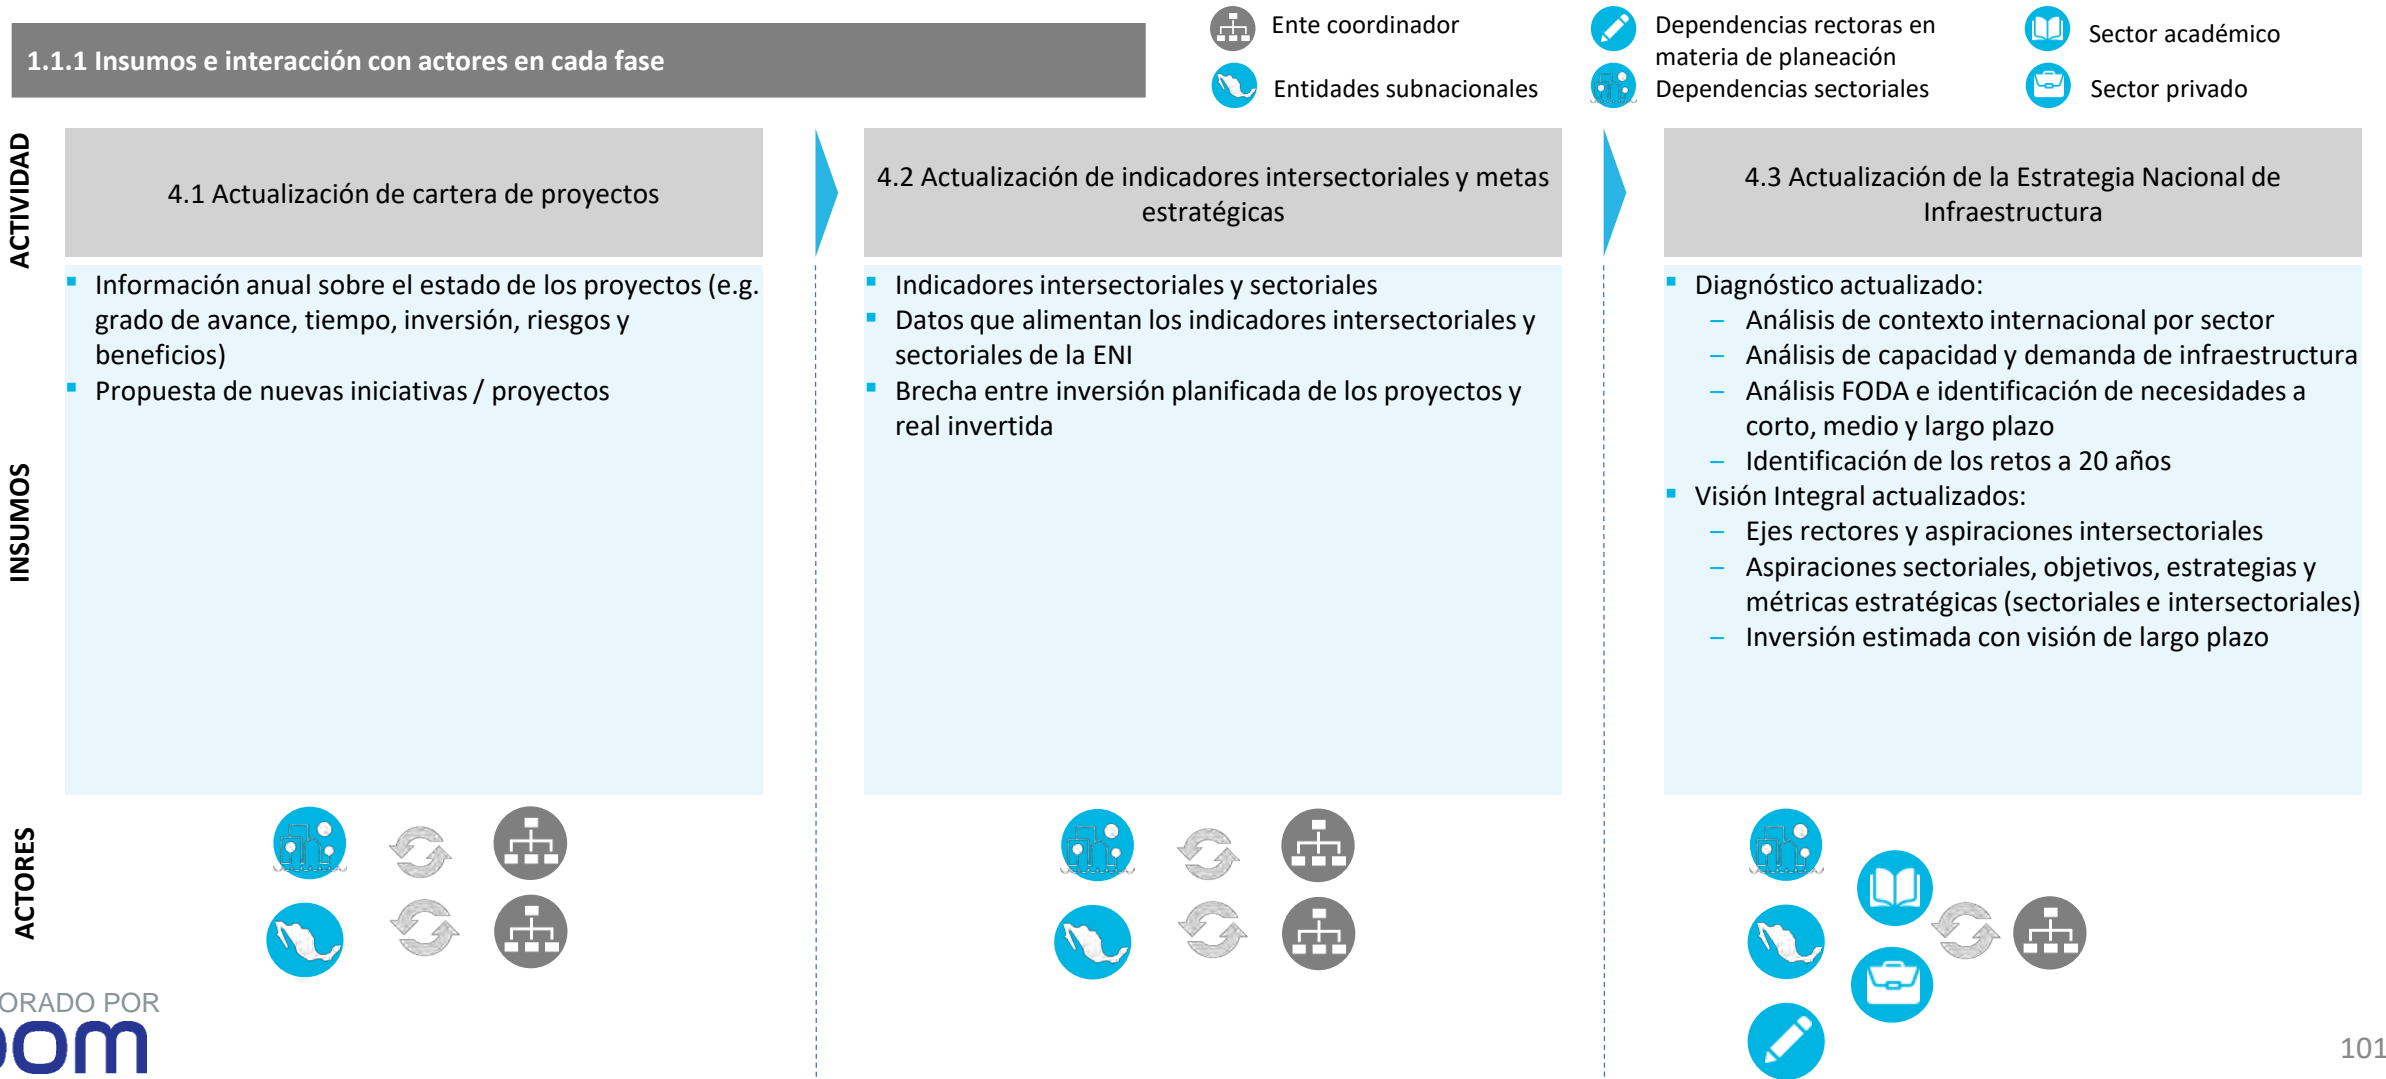 1.1.1 Insumos e interacción con actores en cada fase
Ente coordinador
Entidades subnacionales
Dependencias rectoras en
materia de planeación
Dependencias sectoriales
Sector académico
Sector privado
ACTIVIDAD
4.1 Actualización de cartera de proyectos
4.2 Actualización de indicadores intersectoriales y metas
estratégicas
4.3 Actualización de la Estrategia Nacional de
Infraestructura
INSUMOS
Información anual sobre el estado de los proyectos (e.g.
grado de avance, tiempo, inversión, riesgos y
beneficios)
Propuesta de nuevas iniciativas / proyectos
Indicadores intersectoriales y sectoriales
Datos que alimentan los indicadores intersectoriales y
sectoriales de la ENI
Brecha entre inversión planificada de los proyectos y
real invertida
Diagnóstico actualizado:
– Análisis de contexto internacional por sector
– Análisis de capacidad y demanda de infraestructura
– Análisis FODA e identificación de necesidades a
corto, medio y largo plazo
– Identificación de los retos a 20 años
Visión Integral actualizados:
– Ejes rectores y aspiraciones intersectoriales
– Aspiraciones sectoriales, objetivos, estrategias y
métricas estratégicas (sectoriales e intersectoriales)
– Inversión estimada con visión de largo plazo
ACTORES
ORADO POR
om
101